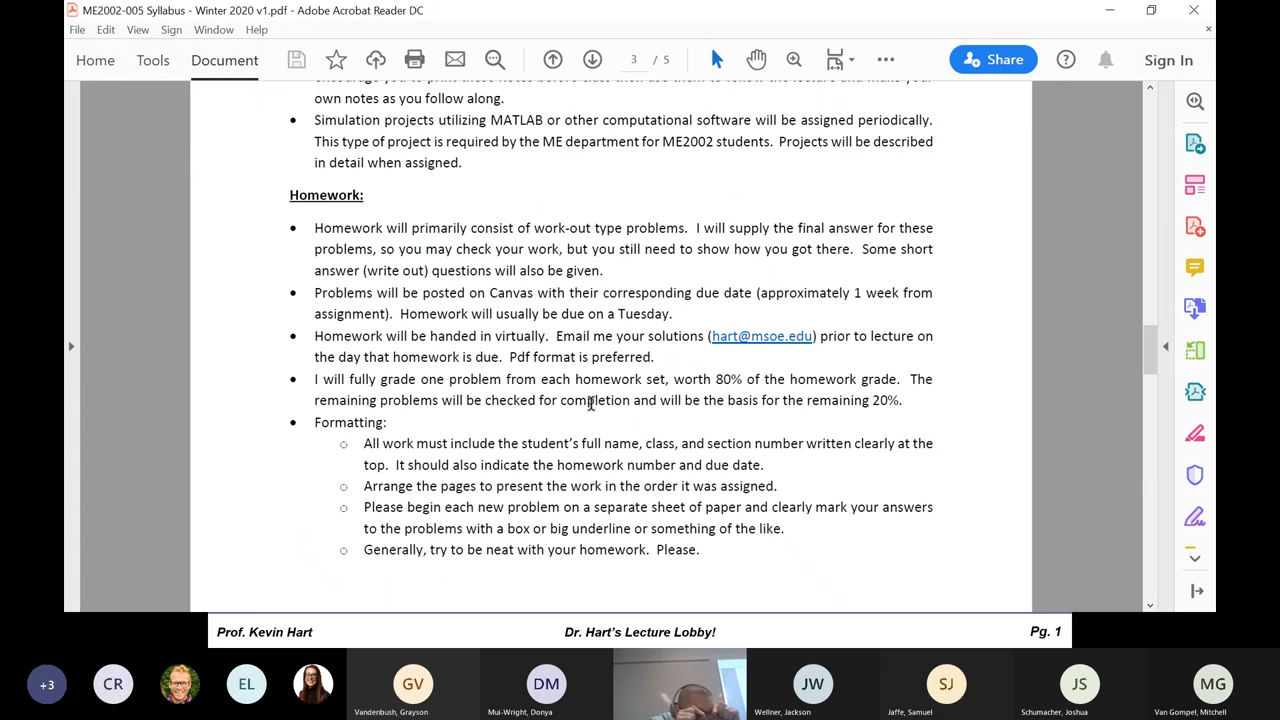 ME2002-005 Syllabus - Winter 2020 v1.pdf - Adobe Acrobat Reader DC
File Edit View Sign Window Help
Home Tools Document 3 / 5 Share Sign In
own notes as you follow along.
• Simulation projects utilizing MATLAB or other computational software will be assigned periodically.
This type of project is required by the ME department for ME2002 students. Projects will be described
in detail when assigned.
Homework:
• Homework will primarily consist of work-out type problems. I will supply the final answer for these
problems, so you may check your work, but you still need to show how you got there. Some short
answer (write out) questions will also be given.
• Problems will be posted on Canvas with their corresponding due date (approximately 1 week from
assignment). Homework will usually be due on a Tuesday.
• Homework will be handed in virtually. Email me your solutions (hart@msoe.edu) prior to lecture on
the day that homework is due. Pdf format is preferred.
• I will fully grade one problem from each homework set, worth 80% of the homework grade. The
remaining problems will be checked for completion and will be the basis for the remaining 20%.
• Formatting:
○ All work must include the student's full name, class, and section number written clearly at the
top. It should also indicate the homework number and due date.
○ Arrange the pages to present the work in the order it was assigned.
○ Please begin each new problem on a separate sheet of paper and clearly mark your answers
to the problems with a box or big underline or something of the like.
○ Generally, try to be neat with your homework. Please.
Prof. Kevin Hart Dr. Hart's Lecture Lobby! Pg. 1
+3 CR EL GV DM JW SJ JS MG
Vandenbush, Grayson Mui-Wright, Donya Wellner, Jackson Jaffe, Samuel Schumacher, Joshua Van Gompel, Mitchell